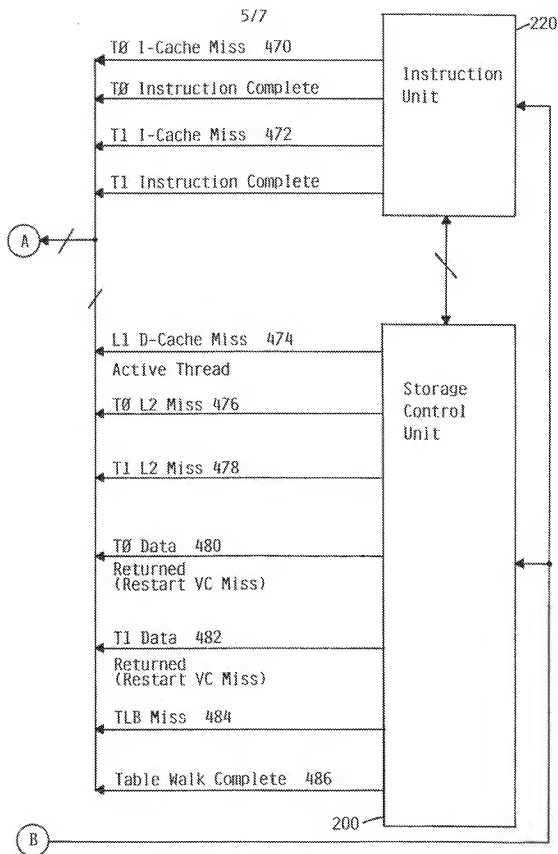 5/7
TØ I-Cache Miss 470
TØ Instruction Complete
T1 I-Cache Miss 472
T1 Instruction Complete
220
Instruction
Unit
A
L1 D-Cache Miss 474
Active Thread
TØ L2 Miss 476
T1 L2 Miss 478
TØ Data 480
Returned
(Restart VC Miss)
T1 Data 482
Returned
(Restart VC Miss)
TLB Miss 484
Table Walk Complete 486
Storage
Control
Unit
200
B